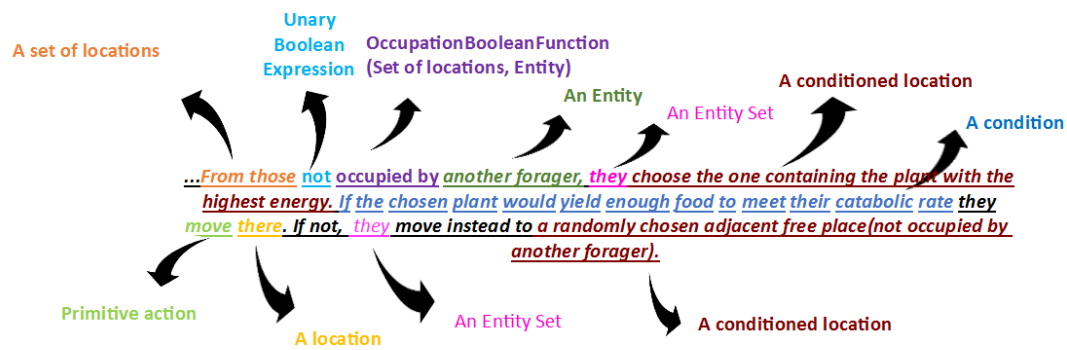 Unary
Boolean
Expression
A set of locations
OccupationBooleanFunction
(Set of locations, Entity)
An Entity
An Entity Set
A conditioned location
A condition
...From those not occupied by another forager, they choose the one containing the plant with the
highest energy. If the chosen plant would yield enough food to meet their catabolic rate they
move there. If not, they move instead to a randomly chosen adjacent free place(not occupied by
another forager).
Primitive action
A location
An Entity Set
A conditioned location